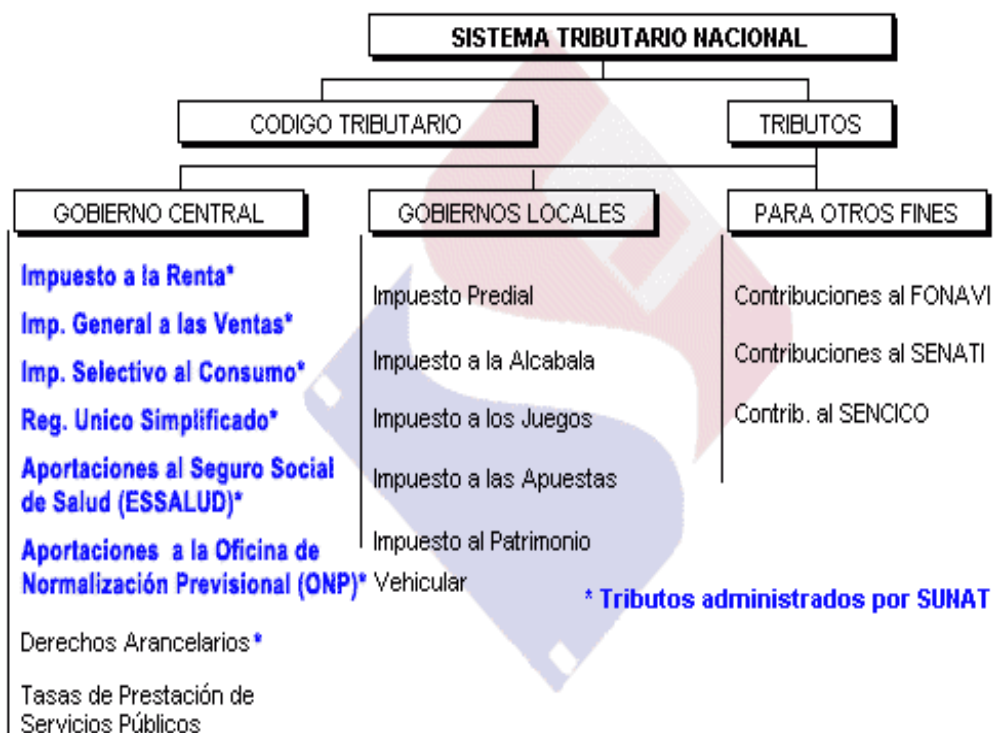 SISTEMA TRIBUTARIO NACIONAL
CODIGO TRIBUTARIO
TRIBUTOS
GOBIERNO CENTRAL
Impuesto a la Renta*
Imp. General a las Ventas*
Imp. Selectivo al Consumo*
Reg. Unico Simplificado*
Aportaciones al Seguro Social
de Salud (ESSALUD)*
Aportaciones a la Oficina de
Normalización Previsional (ONP)*
Derechos Arancelarios*
Tasas de Prestación de
Servicios Públicos
GOBIERNOS LOCALES
Impuesto Predial
Impuesto a la Alcabala
Impuesto a los Juegos
Impuesto a las Apuestas
Impuesto al Patrimonio
Vehicular
PARA OTROS FINES
Contribuciones al FONAVI
Contribuciones al SENATI
Contrib. al SENCICO
* Tributos administrados por SUNAT